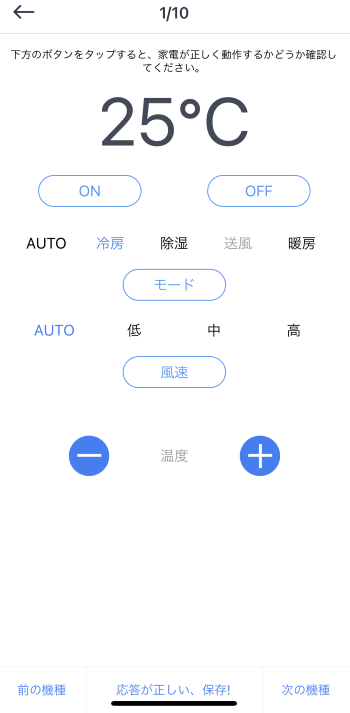 1/10
下方のボタンをタップすると、家電が正しく動作するかどうか確認し
てください。
25°C
ON OFF
AUTO 冷房 除湿 送風 暖房
モード
AUTO 低 中 高
風速
温度
前の機種 応答が正しい、保存! 次の機種